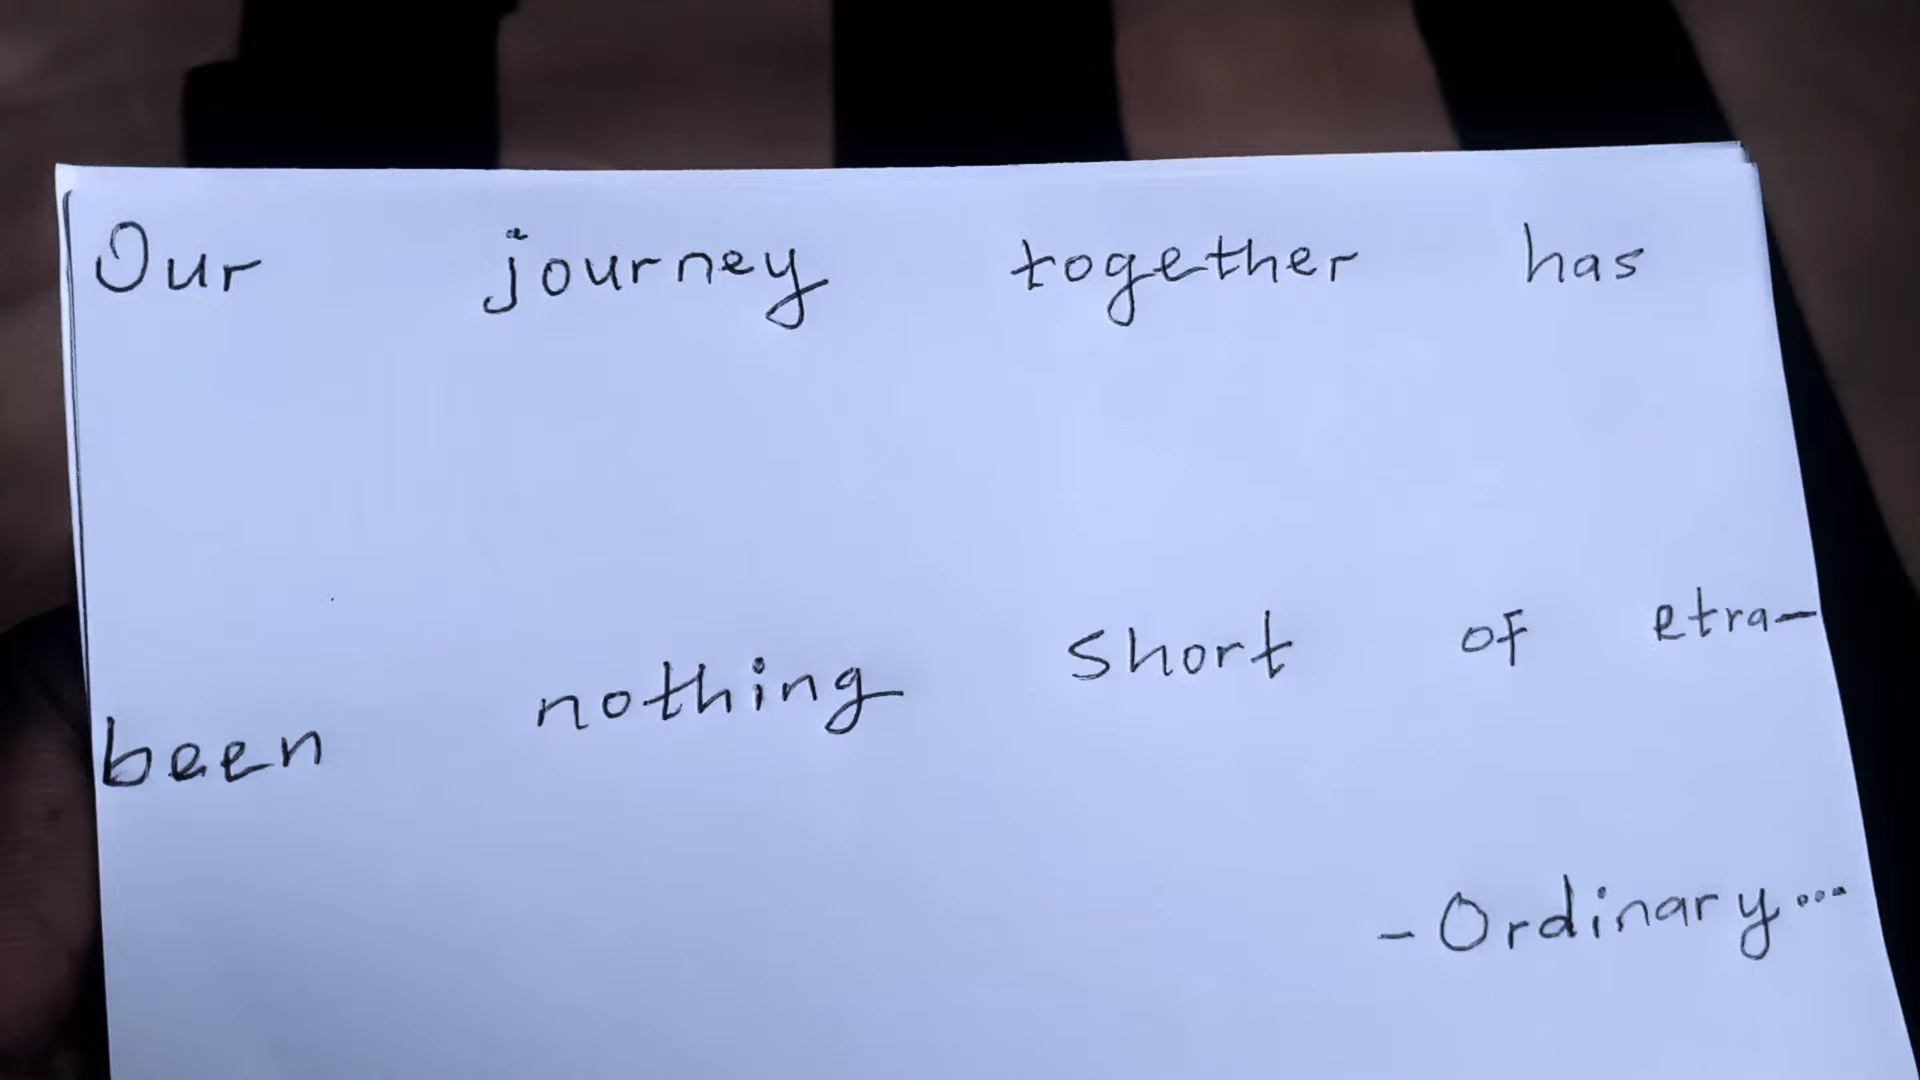 Our journey together has
been nothing short of etra-
-Ordinary...